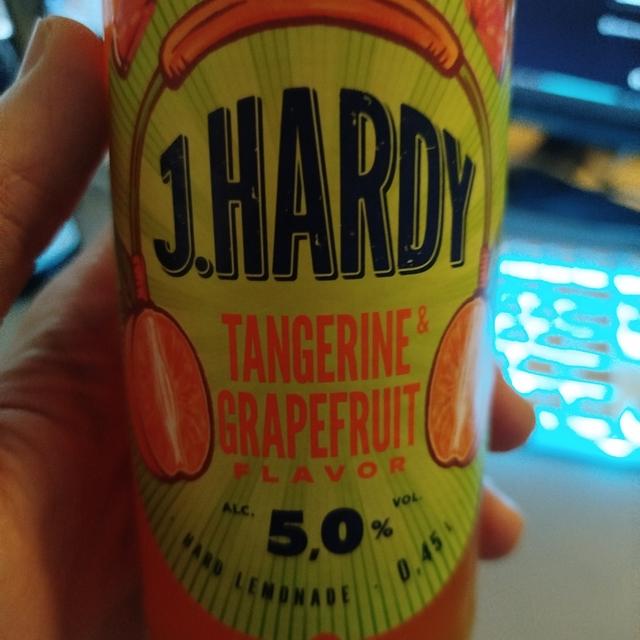 J.HARDY
TANGERINE &
GRAPEFRUIT
FLAVOR
ALC. 5,0% VOL.
HARD LEMONADE · 0.45 L